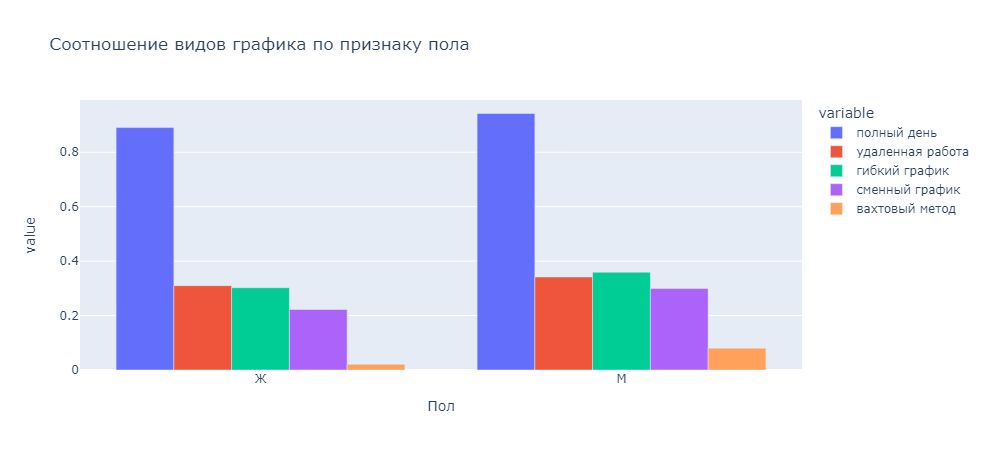 Соотношение видов графика по признаку пола
variable
полный день
удаленная работа
гибкий график
сменный график
вахтовый метод
value
0.8
0.6
0.4
0.2
0
Ж
М
Пол